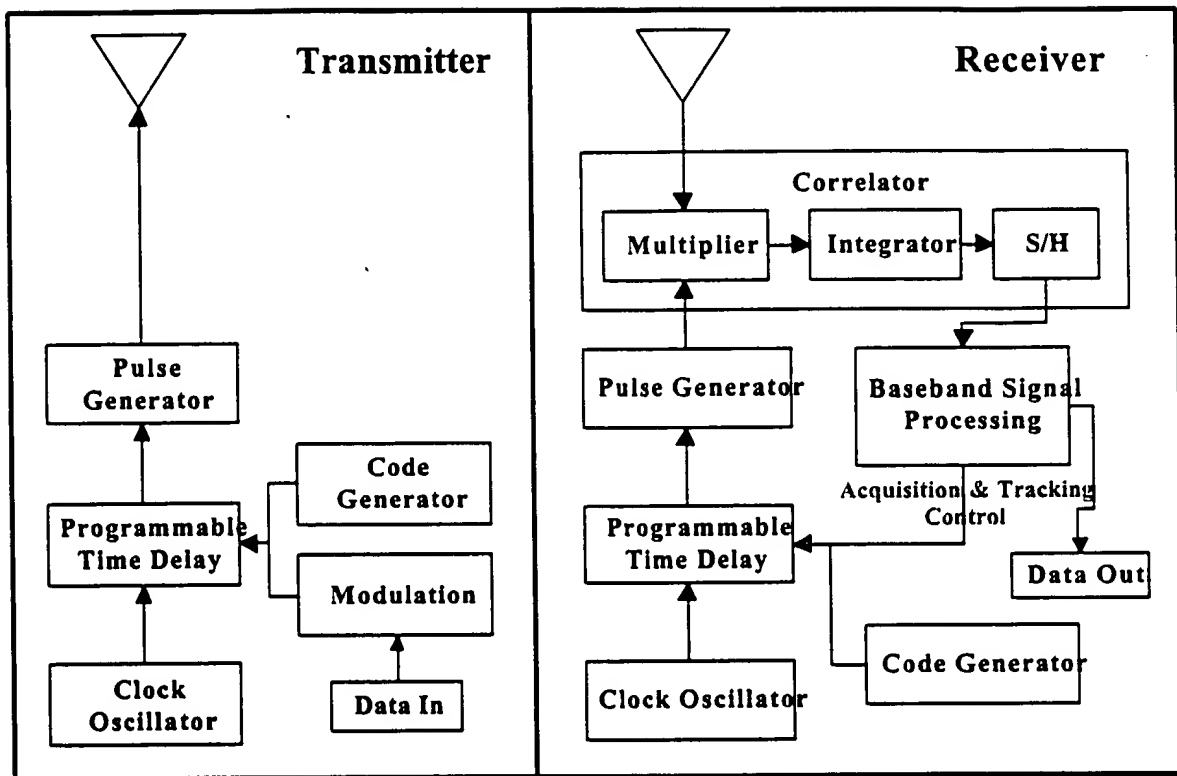 Transmitter
Pulse
Generator
Code
Generator
Programmable
Time Delay
Modulation
Clock
Oscillator
Data In
Receiver
Correlator
Multiplier
Integrator
S/H
Pulse Generator
Baseband Signal
Processing
Acquisition & Tracking
Control
Programmable
Time Delay
Data Out
Code Generator
Clock Oscillator